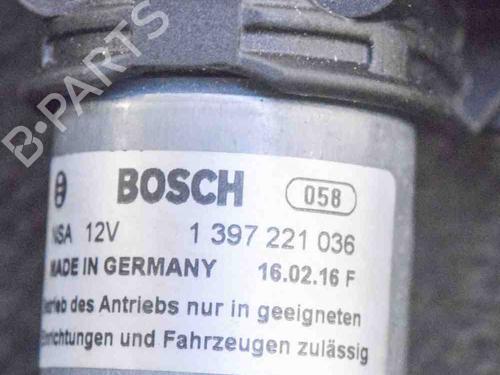 B-PARTS
BOSCH 058
NSA 12V 1 397 221 036
MADE IN GERMANY 16.02.16 F
des Antriebs nur in geeigneten
und Fahrzeugen zulässig